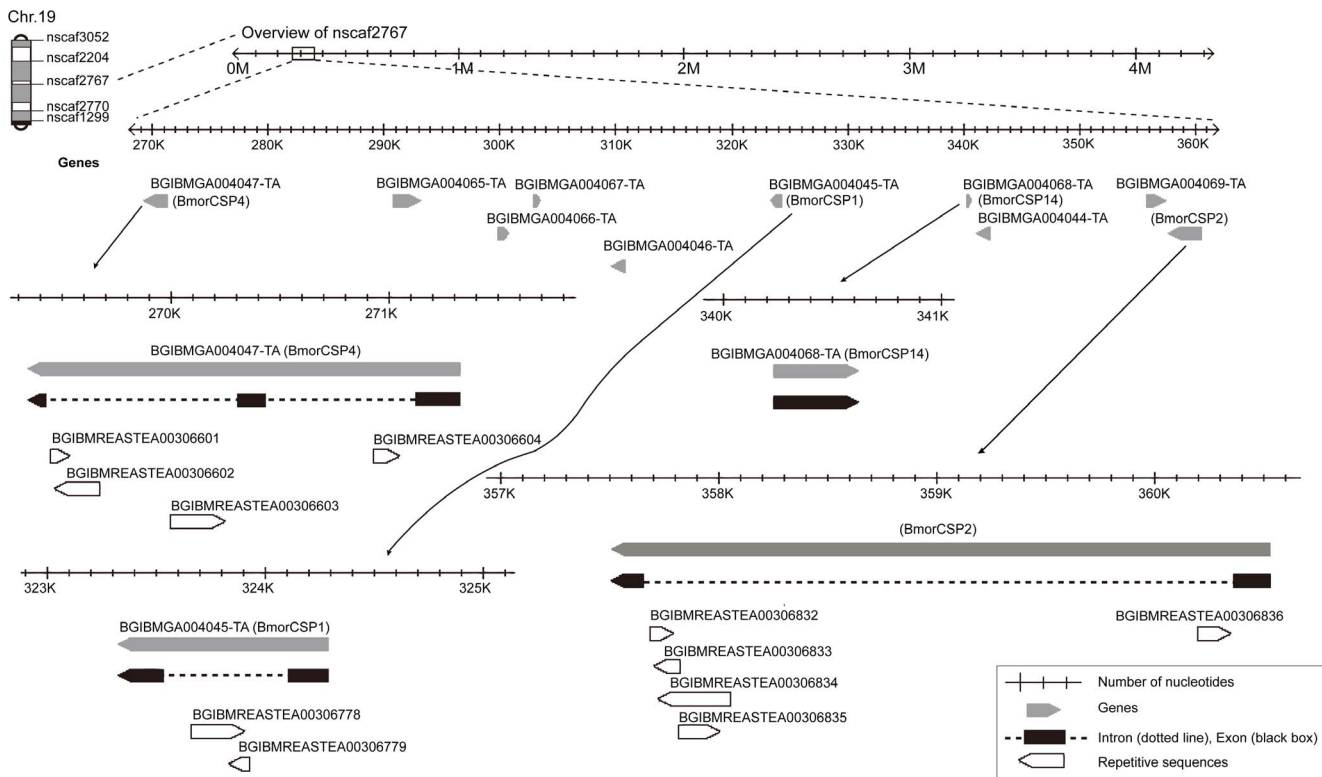 Chr.19
nscaf3052
nscaf2204
nscaf2767
nscaf2770
nscaf1299
Overview of nscaf2767
0M 1M 2M 3M 4M
270K 280K 290K 300K 310K 320K 330K 340K 350K 360K
Genes
BGIBMGA004047-TA
(BmorCSP4)
BGIBMGA004065-TA
BGIBMGA004067-TA
BGIBMGA004066-TA
BGIBMGA004046-TA
BGIBMGA004045-TA
(BmorCSP1)
BGIBMGA004068-TA
(BmorCSP14)
BGIBMGA004044-TA
BGIBMGA004069-TA
(BmorCSP2)
270K 271K
BGIBMGA004047-TA (BmorCSP4)
BGIBMREASTEA00306601
BGIBMREASTEA00306602
BGIBMREASTEA00306603
BGIBMREASTEA00306604
340K 341K
BGIBMGA004068-TA (BmorCSP14)
357K 358K 359K 360K
(BmorCSP2)
BGIBMREASTEA00306832
BGIBMREASTEA00306833
BGIBMREASTEA00306834
BGIBMREASTEA00306835
BGIBMREASTEA00306836
323K 324K 325K
BGIBMGA004045-TA (BmorCSP1)
BGIBMREASTEA00306778
BGIBMREASTEA00306779
Number of nucleotides
Genes
Intron (dotted line), Exon (black box)
Repetitive sequences